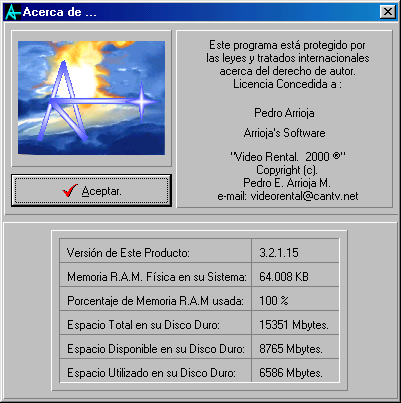 Acerca de ...
Este programa está protegido por
las leyes y tratados internacionales
acerca del derecho de autor.
Licencia Concedida a :
Pedro Arrioja
Arrioja's Software
"Video Rental. 2000 ®"
Copyright (c).
Pedro E. Arrioja M.
e-mail: videorental@cantv.net
Aceptar.
Versión de Este Producto: 3.2.1.15
Memoria R.A.M. Física en su Sistema: 64.008 KB
Porcentaje de Memoria R.A.M usada: 100 %
Espacio Total en su Disco Duro: 15351 Mbytes.
Espacio Disponible en su Disco Duro: 8765 Mbytes.
Espacio Utilizado en su Disco Duro: 6586 Mbytes.